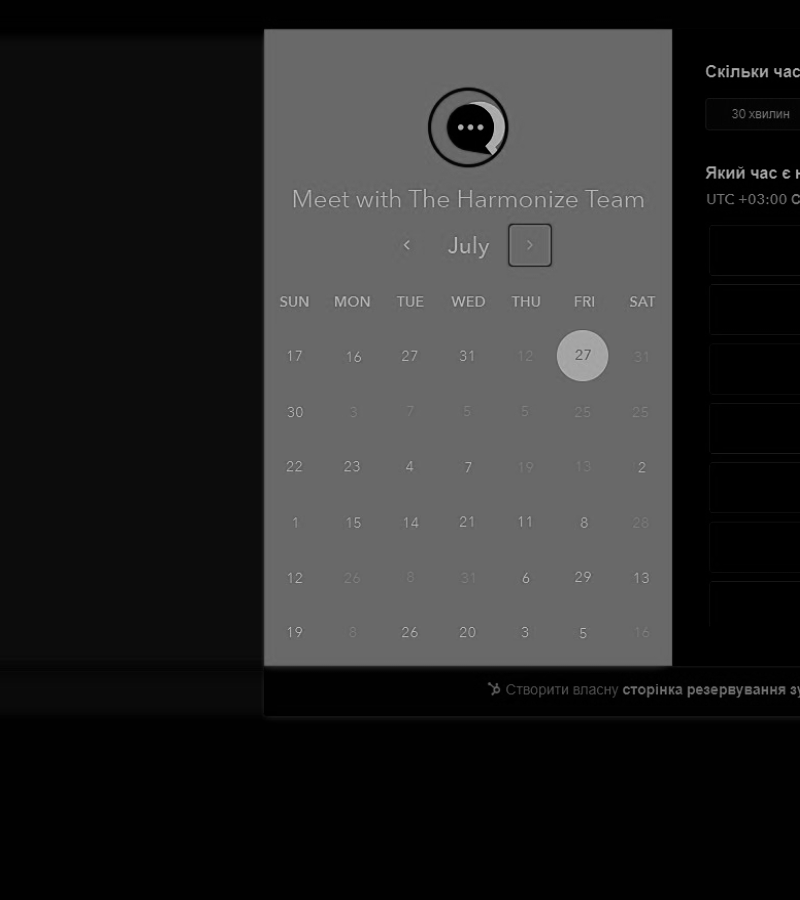 Meet with The Harmonize Team
July
SUN MON TUE WED THU FRI SAT
17 16 27 31 12 27 31
30 3 7 5 5 25 25
22 23 4 7 19 13 2
1 15 14 21 11 8 28
12 26 8 31 6 29 13
19 8 26 20 3 5 16
Скільки час
30 хвилин
Який час є н
UTC +03:00 С
Створити власну сторінка резервування зу